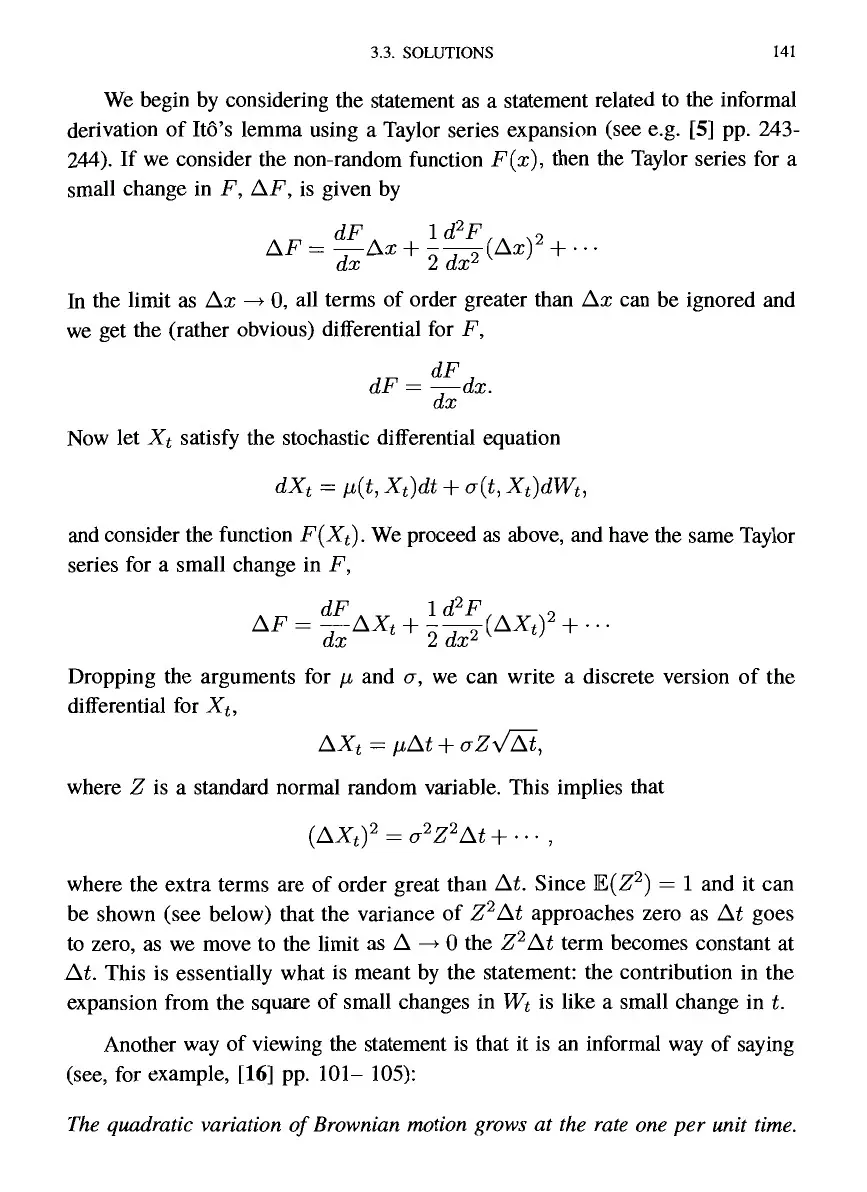 3.3. SOLUTIONS 141
We begin by considering the statement as a statement related to the informal
derivation of Itô's lemma using a Taylor series expansion (see e.g. [5] pp. 243-
244). If we consider the non-random function F(x), then the Taylor series for a
small change in F, ΔF, is given by
ΔF = dF/dx Δx + 1/2 d²F/dx² (Δx)² + ···
In the limit as Δx → 0, all terms of order greater than Δx can be ignored and
we get the (rather obvious) differential for F,
dF = dF/dx dx.
Now let Xₜ satisfy the stochastic differential equation
dXₜ = μ(t, Xₜ)dt + σ(t, Xₜ)dWₜ,
and consider the function F(Xₜ). We proceed as above, and have the same Taylor
series for a small change in F,
ΔF = dF/dx ΔXₜ + 1/2 d²F/dx² (ΔXₜ)² + ···
Dropping the arguments for μ and σ, we can write a discrete version of the
differential for Xₜ,
ΔXₜ = μΔt + σZ√Δt,
where Z is a standard normal random variable. This implies that
(ΔXₜ)² = σ²Z²Δt + ··· ,
where the extra terms are of order great than Δt. Since 𝔼(Z²) = 1 and it can
be shown (see below) that the variance of Z²Δt approaches zero as Δt goes
to zero, as we move to the limit as Δ → 0 the Z²Δt term becomes constant at
Δt. This is essentially what is meant by the statement: the contribution in the
expansion from the square of small changes in Wₜ is like a small change in t.
Another way of viewing the statement is that it is an informal way of saying
(see, for example, [16] pp. 101– 105):
The quadratic variation of Brownian motion grows at the rate one per unit time.